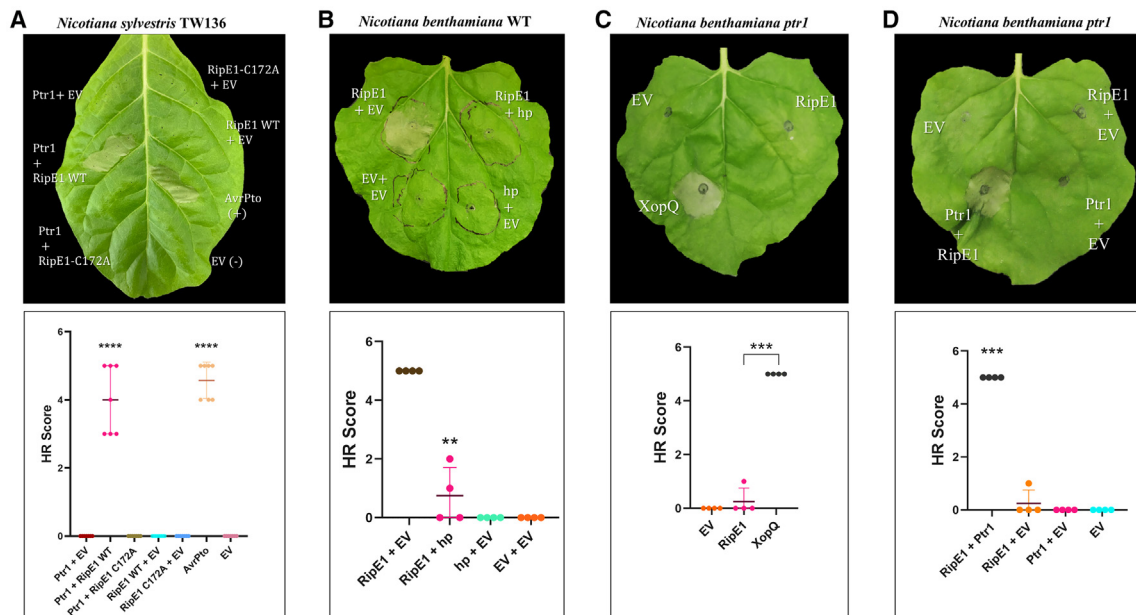 A
Nicotiana sylvestris TW136
RipE1-C172A
+ EV
Ptr1+ EV
RipE1 WT
+ EV
Ptr1
+
RipE1 WT
AvrPto
(+)
Ptr1
+
RipE1-C172A
EV (-)
HR Score
6
4
2
0
****
****
Ptr1 + EV
Ptr1 + RipE1 WT
Ptr1 + RipE1 C172A
RipE1 WT + EV
RipE1 C172A + EV
AvrPto
EV
B
Nicotiana benthamiana WT
RipE1
+ EV
RipE1
+ hp
EV+
EV
hp
+
EV
HR Score
6
4
2
0
**
RipE1 + EV
RipE1 + hp
hp + EV
EV + EV
C
Nicotiana benthamiana ptr1
EV
RipE1
XopQ
HR Score
6
4
2
0
***
EV
RipE1
XopQ
D
Nicotiana benthamiana ptr1
EV
RipE1
+
EV
Ptr1
+
RipE1
Ptr1
+
EV
HR Score
6
4
2
0
***
RipE1 + Ptr1
RipE1 + EV
Ptr1 + EV
EV